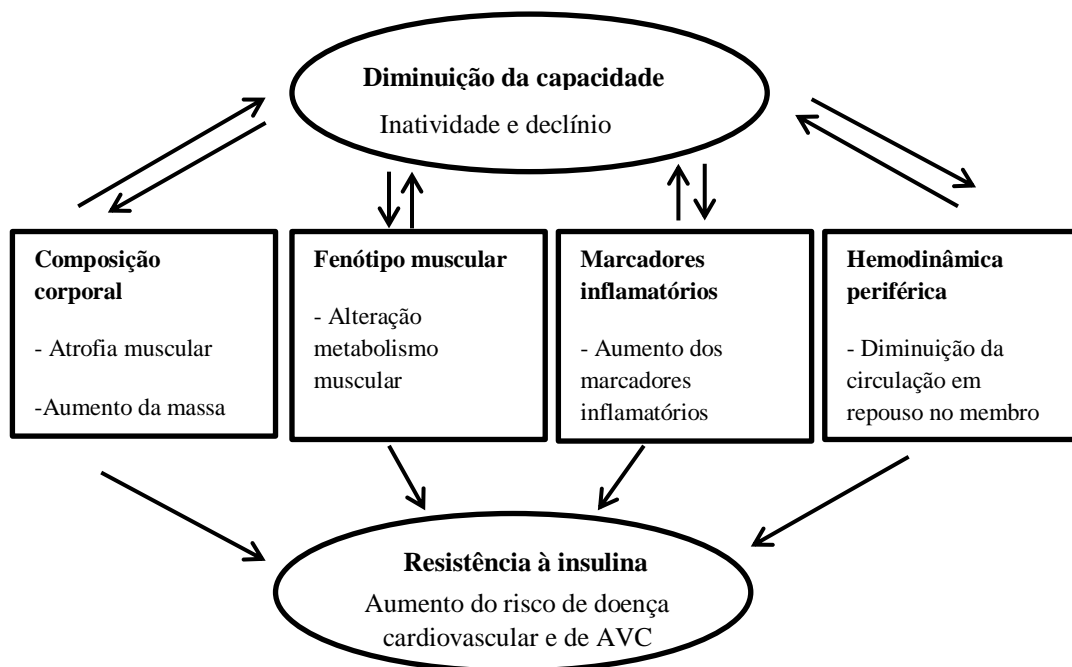 Diminuição da capacidade
Inatividade e declínio
Composição
corporal
- Atrofia muscular
-Aumento da massa
Fenótipo muscular
- Alteração
metabolismo
muscular
Marcadores
inflamatórios
- Aumento dos
marcadores
inflamatórios
Hemodinâmica
periférica
- Diminuição da
circulação em
repouso no membro
Resistência à insulina
Aumento do risco de doença
cardiovascular e de AVC